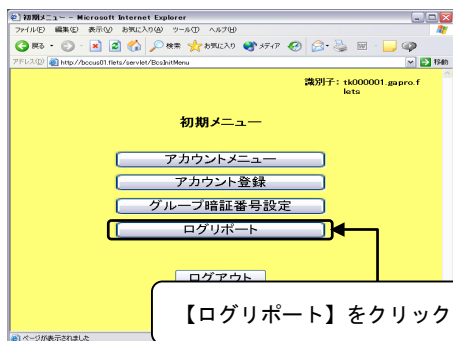 初期メニュー - Microsoft Internet Explorer
ファイル(F) 編集(E) 表示(V) お気に入り(A) ツール(T) ヘルプ(H)
戻る 検索 お気に入り メディア
アドレス(D) http://bccus01.flets/servlet/BcsInitMenu 移動
識別子：tk000001.gapro.f
lets
初期メニュー
アカウントメニュー
アカウント登録
グループ暗証番号設定
ログリポート
ログアウト
【ログリポート】をクリック
ページが表示されました